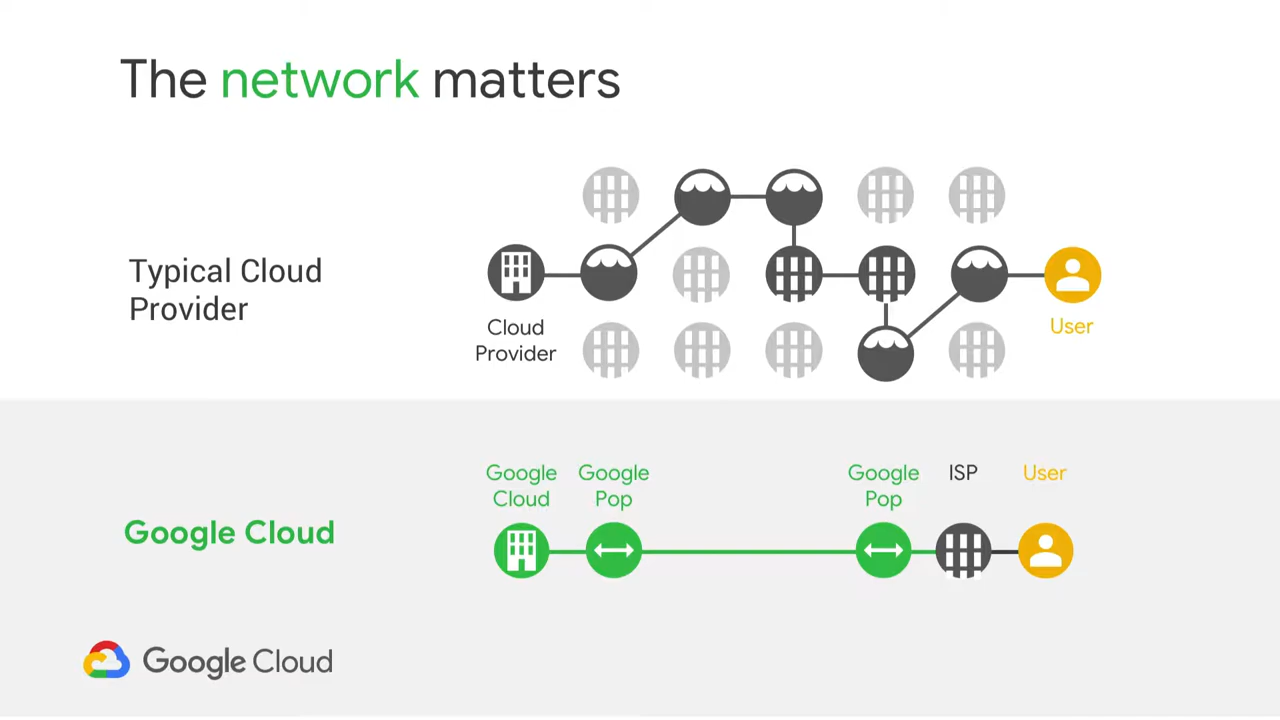 The network matters
Typical Cloud
Provider
Cloud
Provider
User
Google
Cloud
Google
Pop
Google
Pop
ISP
User
Google Cloud
Google Cloud